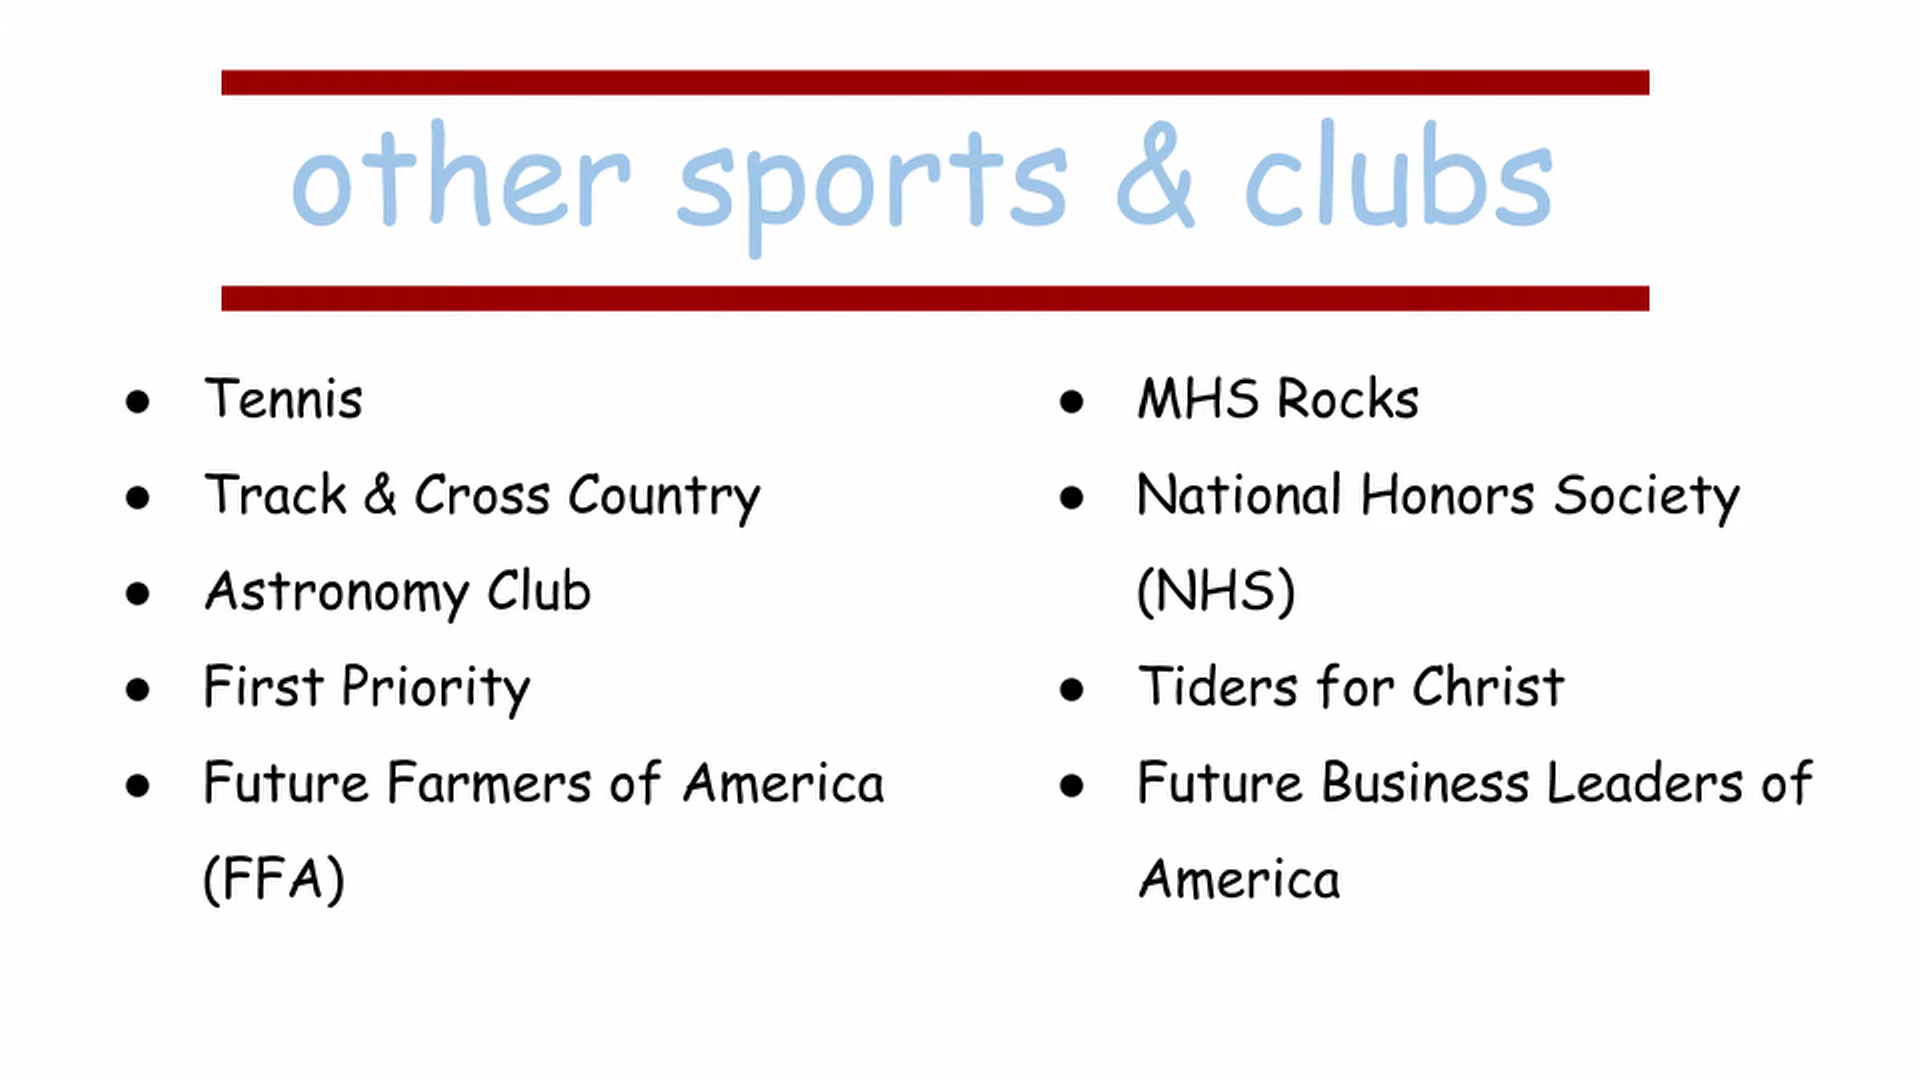 other sports & clubs
● Tennis
● Track & Cross Country
● Astronomy Club
● First Priority
● Future Farmers of America
(FFA)
● MHS Rocks
● National Honors Society
(NHS)
● Tiders for Christ
● Future Business Leaders of
America